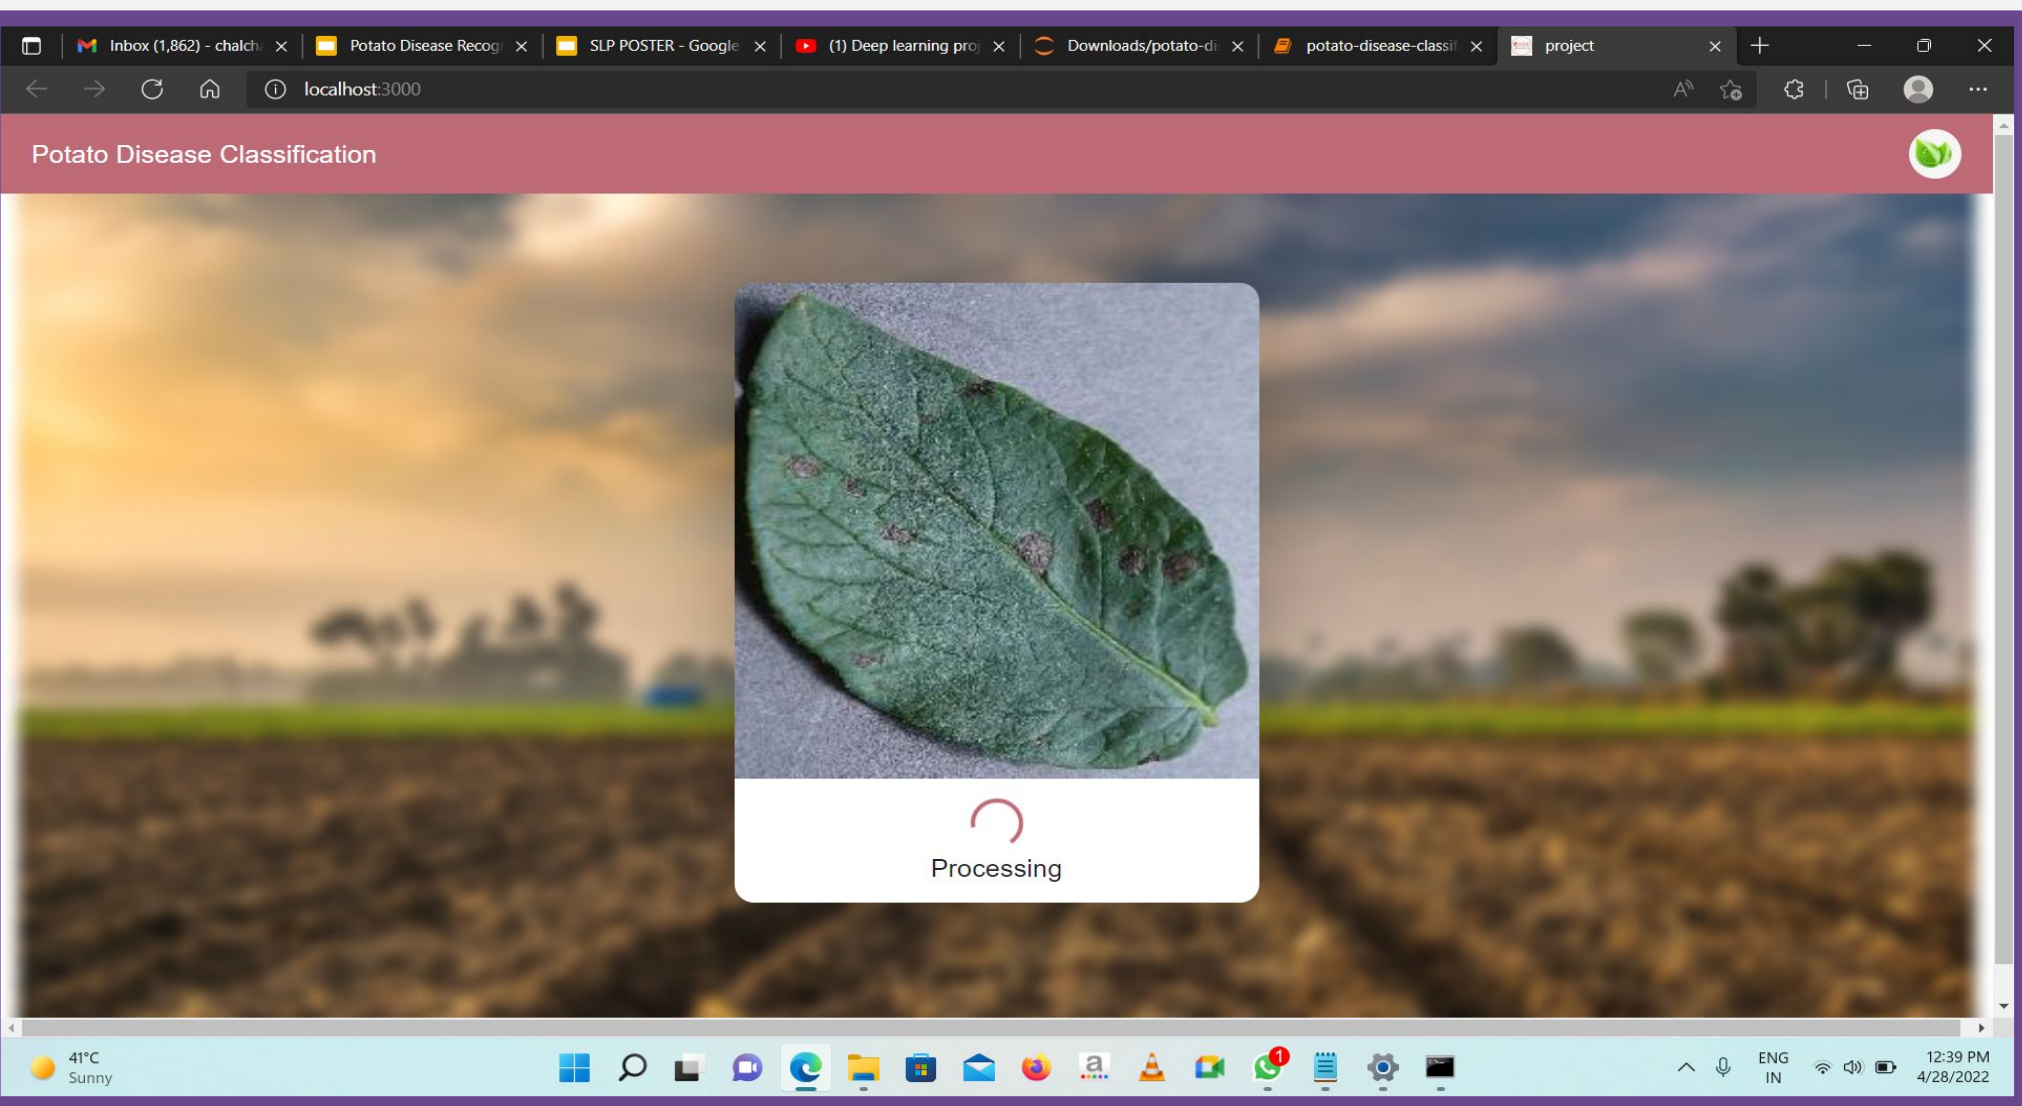 Inbox (1,862) - chalch
Potato Disease Recog
SLP POSTER - Google
(1) Deep learning proj
Downloads/potato-di
potato-disease-classif
project
localhost:3000
Potato Disease Classification
Processing
41°C
Sunny
a
1
ENG
IN
12:39 PM
4/28/2022